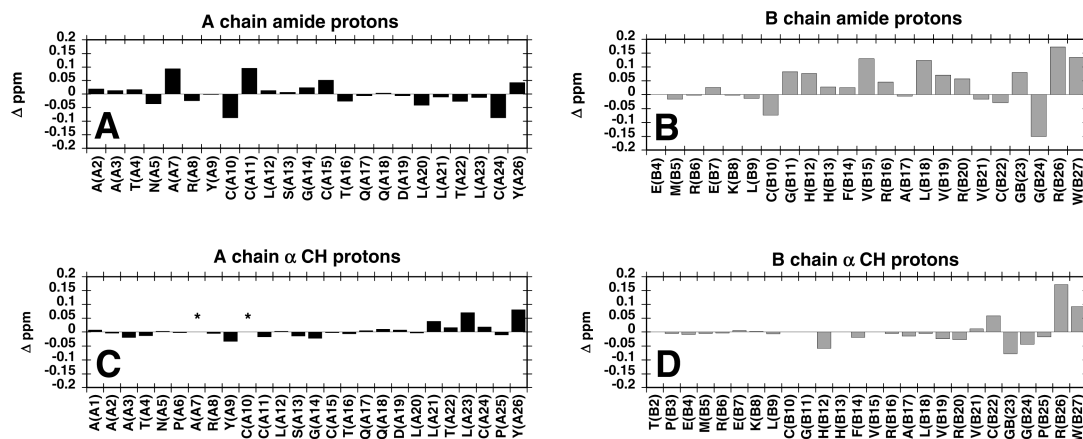 A chain amide protons
Δ ppm
0.2
0.15
0.1
0.05
0
-0.05
-0.1
-0.15
-0.2
A
A(A2)
A(A3)
T(A4)
N(A5)
A(A7)
R(A8)
Y(A9)
C(A10)
C(A11)
L(A12)
S(A13)
G(A14)
C(A15)
T(A16)
Q(A17)
Q(A18)
D(A19)
L(A20)
L(A21)
T(A22)
L(A23)
C(A24)
Y(A26)
B chain amide protons
Δ ppm
0.2
0.15
0.1
0.05
0
-0.05
-0.1
-0.15
-0.2
B
E(B4)
M(B5)
R(B6)
E(B7)
K(B8)
L(B9)
C(B10)
G(B11)
H(B12)
H(B13)
F(B14)
V(B15)
R(B16)
A(B17)
L(B18)
V(B19)
R(B20)
V(B21)
C(B22)
GB(23)
G(B24)
R(B26)
W(B27)
A chain α CH protons
Δ ppm
0.2
0.15
0.1
0.05
0
-0.05
-0.1
-0.15
-0.2
* *
C
A(A1)
A(A2)
A(A3)
T(A4)
N(A5)
P(A6)
A(A7)
R(A8)
Y(A9)
C(A10)
C(A11)
L(A12)
S(A13)
G(A14)
C(A15)
T(A16)
Q(A17)
Q(A18)
D(A19)
L(A20)
L(A21)
T(A22)
L(A23)
C(A24)
P(A25)
Y(A26)
B chain α CH protons
Δ ppm
0.2
0.15
0.1
0.05
0
-0.05
-0.1
-0.15
-0.2
D
T(B2)
P(B3)
E(B4)
M(B5)
R(B6)
E(B7)
K(B8)
L(B9)
C(B10)
G(B11)
H(B12)
H(B13)
F(B14)
V(B15)
R(B16)
A(B17)
L(B18)
V(B19)
R(B20)
V(B21)
C(B22)
GB(23)
G(B24)
P(B25)
R(B26)
W(B27)